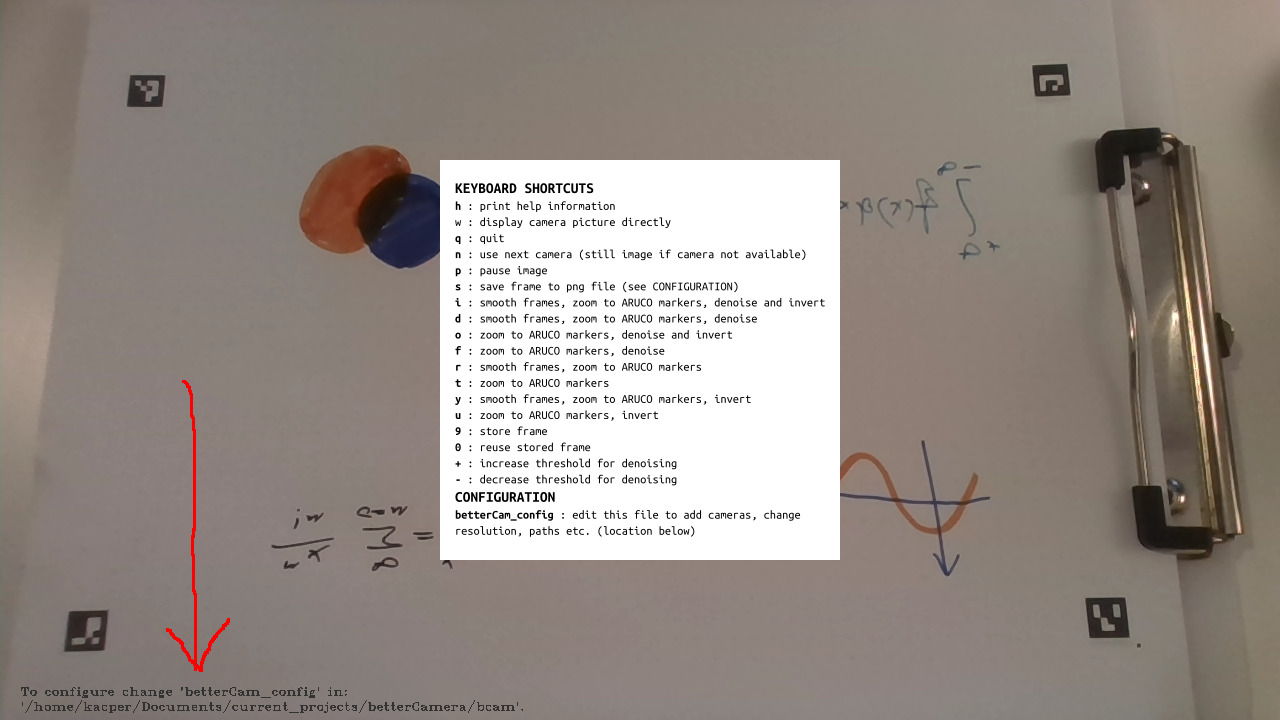 KEYBOARD SHORTCUTS
h : print help information
w : display camera picture directly
q : quit
n : use next camera (still image if camera not available)
p : pause image
s : save frame to png file (see CONFIGURATION)
i : smooth frames, zoom to ARUCO markers, denoise and invert
d : smooth frames, zoom to ARUCO markers, denoise
o : zoom to ARUCO markers, denoise and invert
f : zoom to ARUCO markers, denoise
r : smooth frames, zoom to ARUCO markers
t : zoom to ARUCO markers
y : smooth frames, zoom to ARUCO markers, invert
u : zoom to ARUCO markers, invert
9 : store frame
0 : reuse stored frame
+ : increase threshold for denoising
- : decrease threshold for denoising
CONFIGURATION
betterCam_config : edit this file to add cameras, change
resolution, paths etc. (location below)
To configure change 'betterCam_config' in:
'/home/kacper/Documents/current_projects/betterCamera/bcam'.